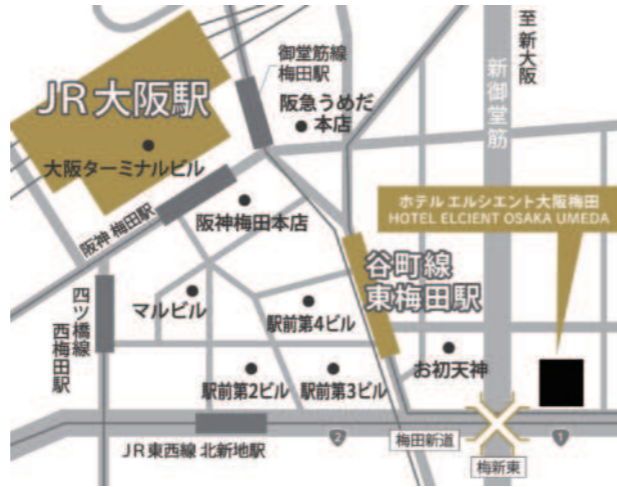 至 新大阪
新御堂筋
御堂筋線
梅田駅
JR 大阪駅
阪急うめだ
本店
大阪ターミナルビル
ホテル エルシエント大阪梅田
HOTEL ELCIENT OSAKA UMEDA
阪神 梅田駅
阪神梅田本店
谷町線
東梅田駅
四ツ橋線
西梅田駅
マルビル
駅前第4ビル
お初天神
駅前第2ビル
駅前第3ビル
JR東西線 北新地駅
2
梅田新道
1
梅新東